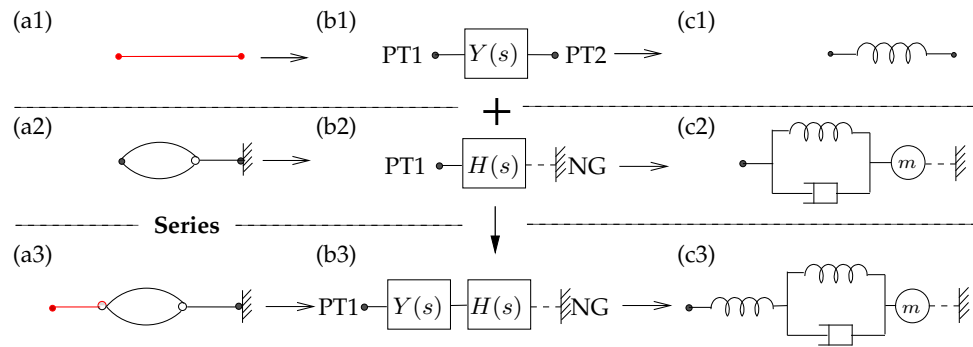 (a1) (b1) (c1)
PT1 Y(s) PT2
+
(a2) (b2) (c2)
PT1 H(s) NG m
Series
(a3) (b3) (c3)
PT1 Y(s) H(s) NG m